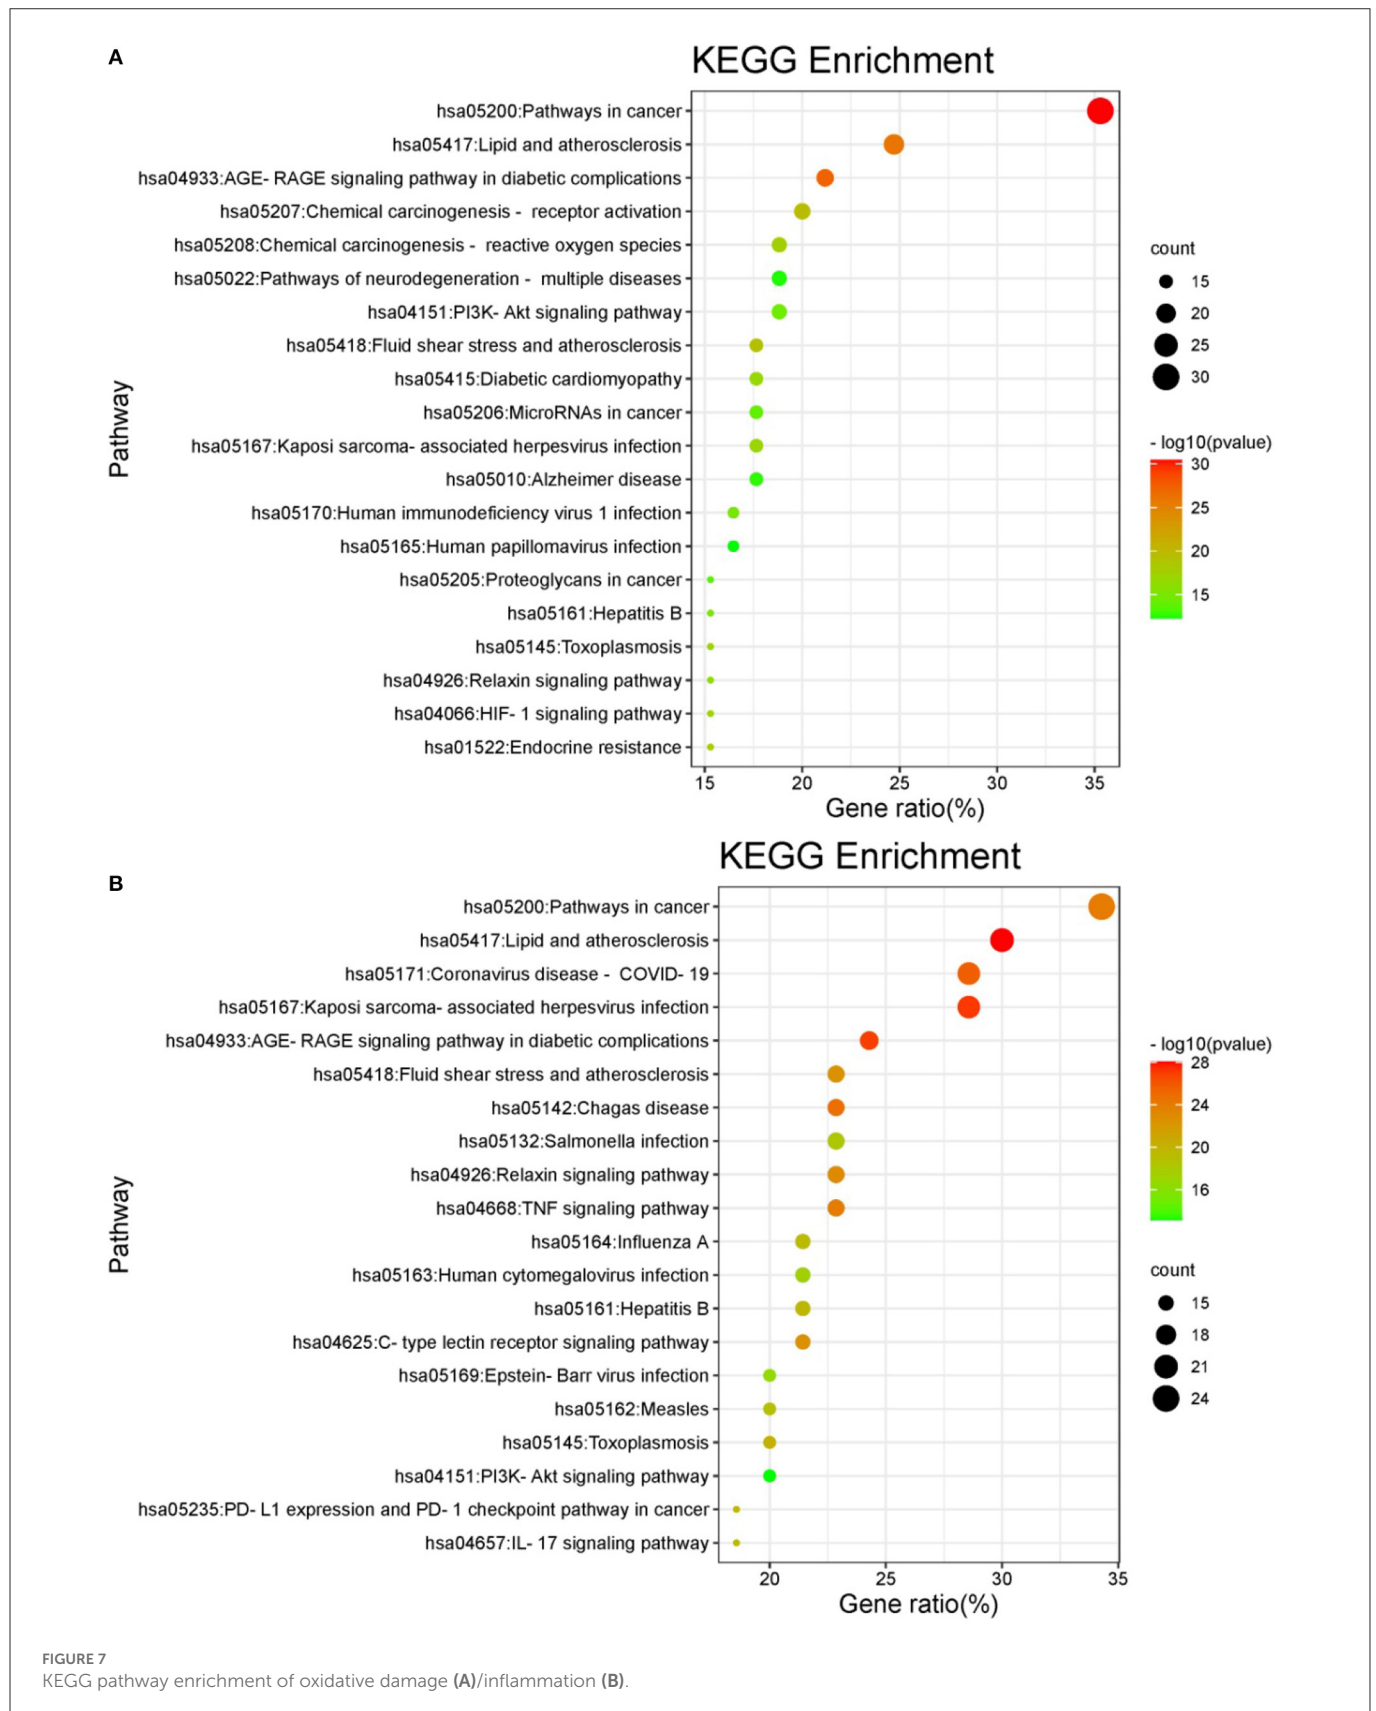 A
KEGG Enrichment
hsa05200:Pathways in cancer
hsa05417:Lipid and atherosclerosis
hsa04933:AGE- RAGE signaling pathway in diabetic complications
hsa05207:Chemical carcinogenesis - receptor activation
hsa05208:Chemical carcinogenesis - reactive oxygen species
hsa05022:Pathways of neurodegeneration - multiple diseases
hsa04151:PI3K- Akt signaling pathway
hsa05418:Fluid shear stress and atherosclerosis
hsa05415:Diabetic cardiomyopathy
hsa05206:MicroRNAs in cancer
hsa05167:Kaposi sarcoma- associated herpesvirus infection
hsa05010:Alzheimer disease
hsa05170:Human immunodeficiency virus 1 infection
hsa05165:Human papillomavirus infection
hsa05205:Proteoglycans in cancer
hsa05161:Hepatitis B
hsa05145:Toxoplasmosis
hsa04926:Relaxin signaling pathway
hsa04066:HIF- 1 signaling pathway
hsa01522:Endocrine resistance
Pathway
15 20 25 30 35
Gene ratio(%)
count
15
20
25
30
- log10(pvalue)
30
25
20
15
B
KEGG Enrichment
hsa05200:Pathways in cancer
hsa05417:Lipid and atherosclerosis
hsa05171:Coronavirus disease - COVID- 19
hsa05167:Kaposi sarcoma- associated herpesvirus infection
hsa04933:AGE- RAGE signaling pathway in diabetic complications
hsa05418:Fluid shear stress and atherosclerosis
hsa05142:Chagas disease
hsa05132:Salmonella infection
hsa04926:Relaxin signaling pathway
hsa04668:TNF signaling pathway
hsa05164:Influenza A
hsa05163:Human cytomegalovirus infection
hsa05161:Hepatitis B
hsa04625:C- type lectin receptor signaling pathway
hsa05169:Epstein- Barr virus infection
hsa05162:Measles
hsa05145:Toxoplasmosis
hsa04151:PI3K- Akt signaling pathway
hsa05235:PD- L1 expression and PD- 1 checkpoint pathway in cancer
hsa04657:IL- 17 signaling pathway
Pathway
20 25 30 35
Gene ratio(%)
- log10(pvalue)
28
24
20
16
count
15
18
21
24
FIGURE 7
KEGG pathway enrichment of oxidative damage (A)/inflammation (B).